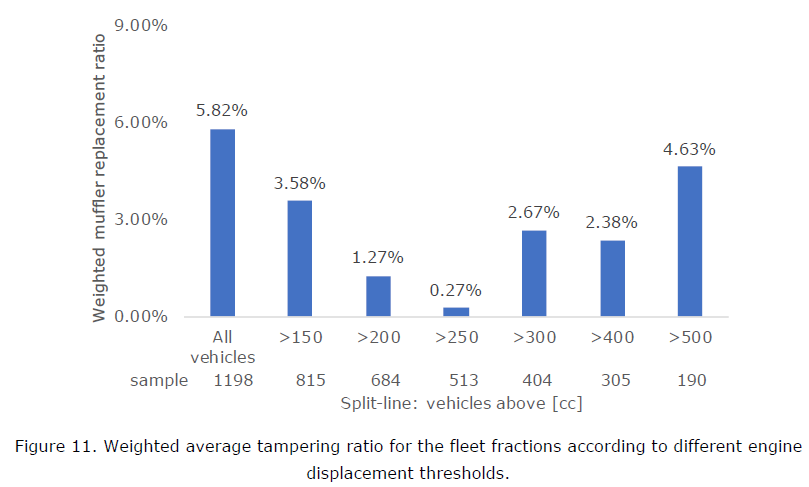 9.00%
6.00%
3.00%
0.00%
Weighted muffler replacement ratio
5.82%
3.58%
1.27%
0.27%
2.67%
2.38%
4.63%
All
vehicles
>150
>200
>250
>300
>400
>500
sample 1198 815 684 513 404 305 190
Split-line: vehicles above [cc]
Figure 11. Weighted average tampering ratio for the fleet fractions according to different engine
displacement thresholds.